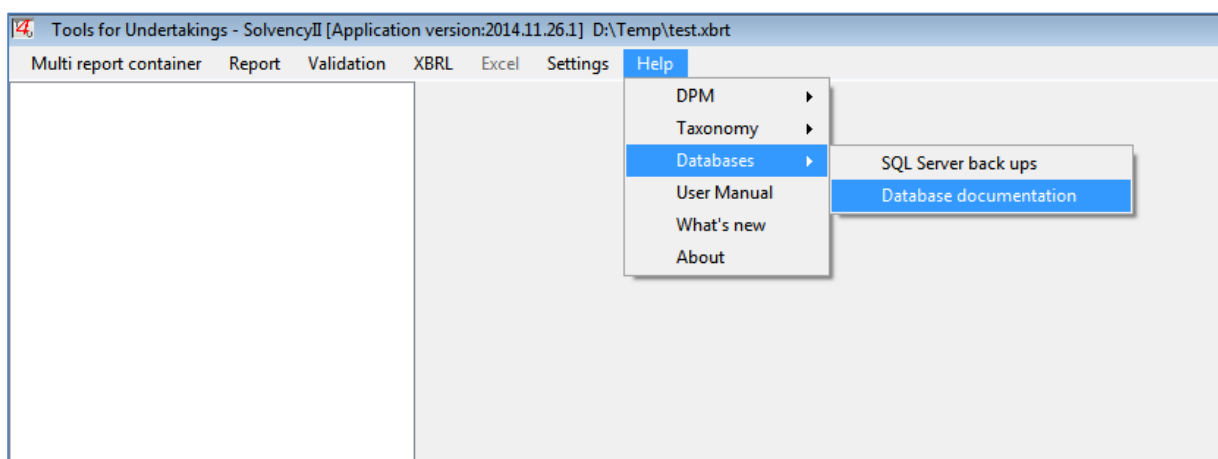 Tools for Undertakings - SolvencyII [Application version:2014.11.26.1] D:\Temp\test.xbrt
Multi report container Report Validation XBRL Excel Settings Help
DPM
Taxonomy
Databases
User Manual
What's new
About
SQL Server back ups
Database documentation